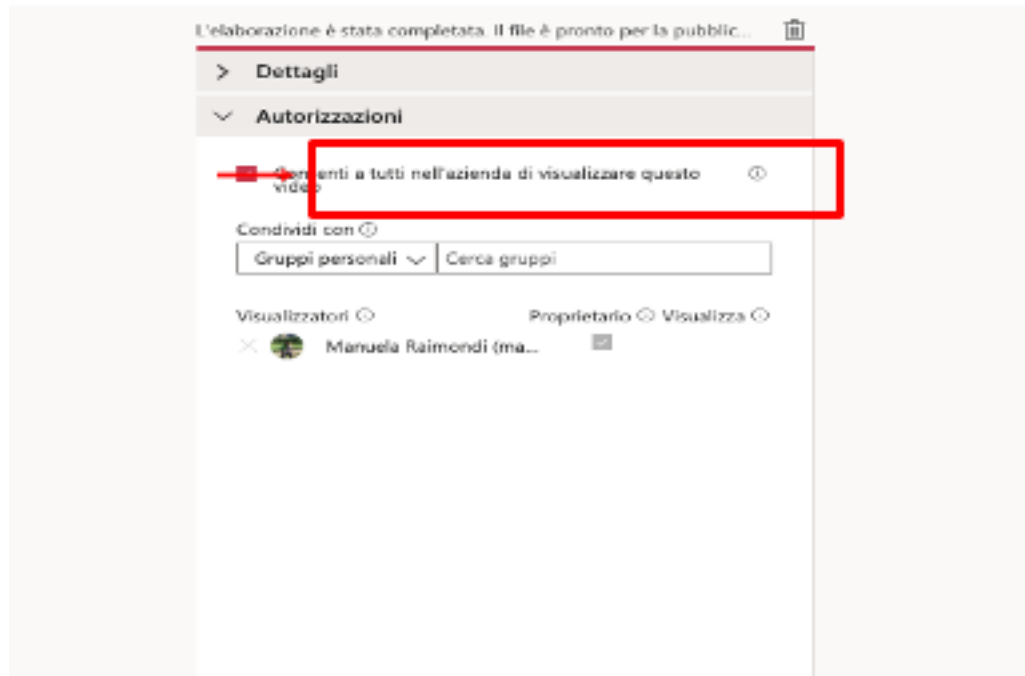 L'elaborazione è stata completata. Il file è pronto per la pubblic...
Dettagli
Autorizzazioni
Consenti a tutti nell'azienda di visualizzare questo
video
Condividi con
Gruppi personali Cerca gruppi
Visualizzatori Proprietario Visualizza
Manuela Raimondi (ma...